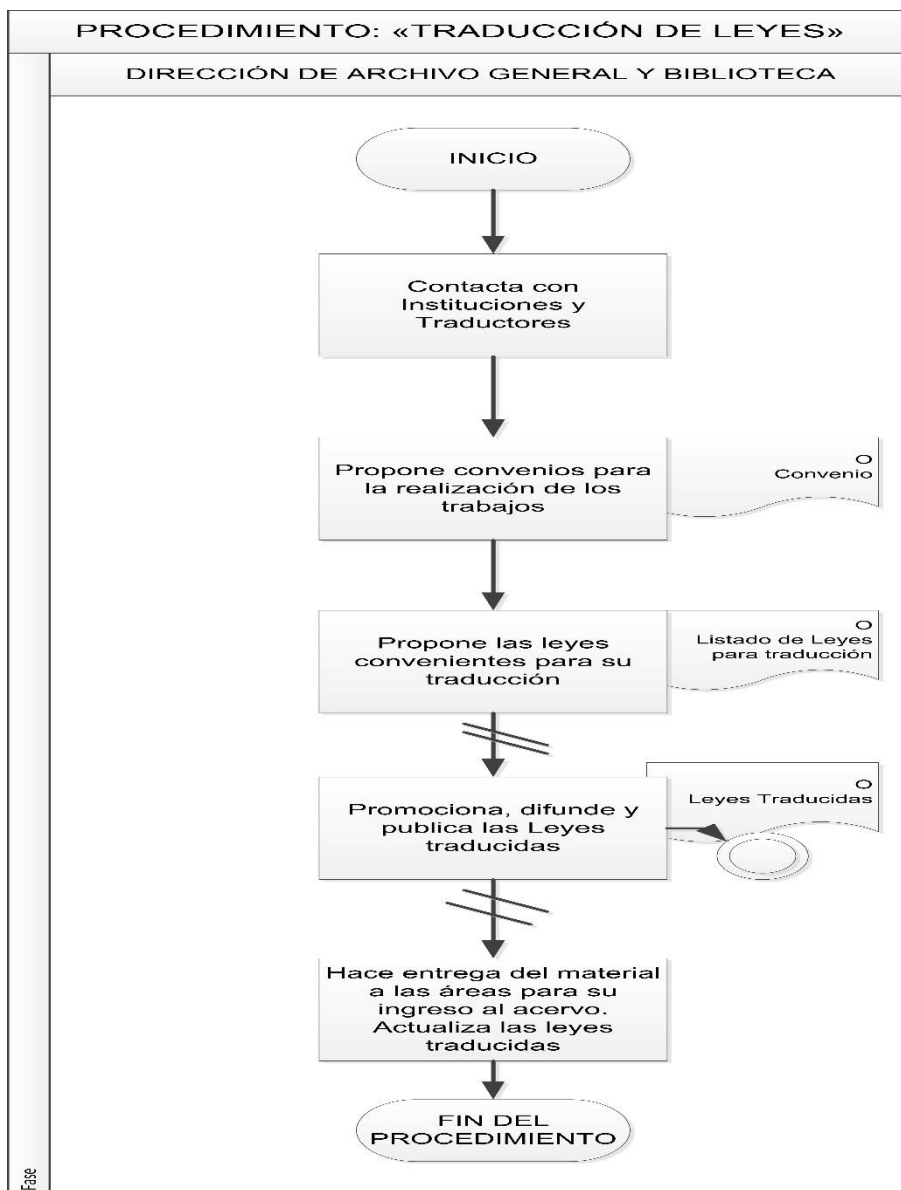 PROCEDIMIENTO: «TRADUCCIÓN DE LEYES»
DIRECCIÓN DE ARCHIVO GENERAL Y BIBLIOTECA
INICIO
Contacta con
Instituciones y
Traductores
Propone convenios para
la realización de los
trabajos
O
Convenio
Propone las leyes
convenientes para su
traducción
O
Listado de Leyes
para traducción
Promociona, difunde y
publica las Leyes
traducidas
O
Leyes Traducidas
Hace entrega del material
a las áreas para su
ingreso al acervo.
Actualiza las leyes
traducidas
FIN DEL
PROCEDIMIENTO
Fase